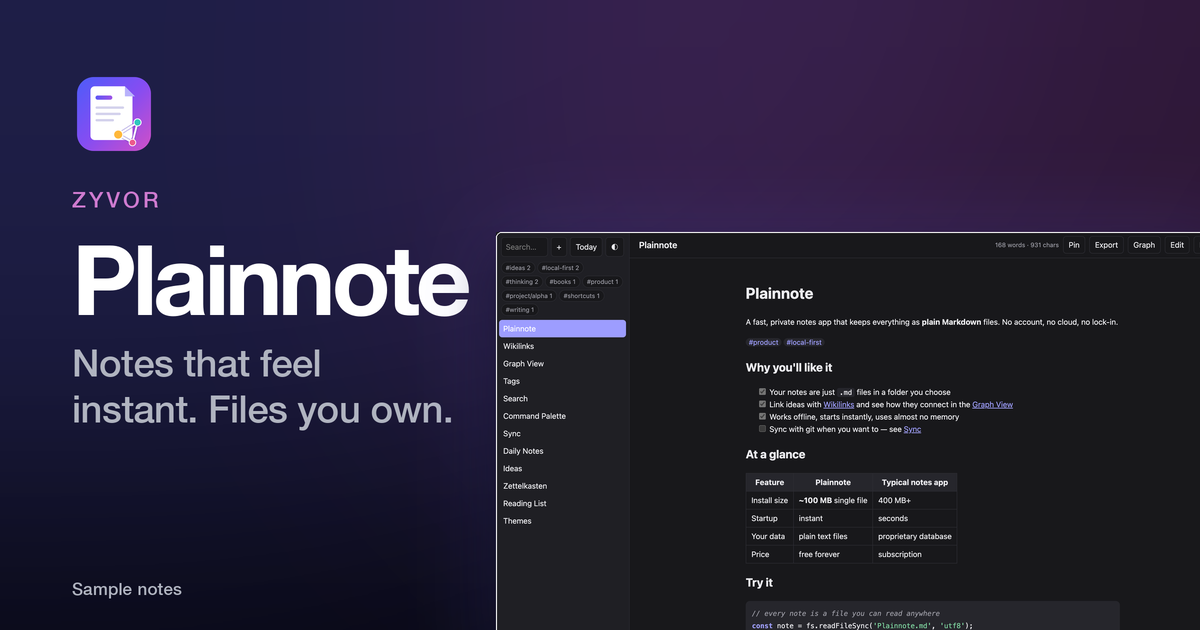 ZYVOR
Plainnote
Notes that feel
instant. Files you own.
Sample notes
Search...
+
Today
#ideas 2 #local-first 2
#thinking 2 #books 1 #product 1
#project/alpha 1 #shortcuts 1
#writing 1
Plainnote
Wikilinks
Graph View
Tags
Search
Command Palette
Sync
Daily Notes
Ideas
Zettelkasten
Reading List
Themes
Plainnote
168 words · 931 chars
Pin
Export
Graph
Edit
Plainnote
A fast, private notes app that keeps everything as plain Markdown files. No account, no cloud, no lock-in.
#product #local-first
Why you'll like it
Your notes are just .md files in a folder you choose
Link ideas with Wikilinks and see how they connect in the Graph View
Works offline, starts instantly, uses almost no memory
Sync with git when you want to — see Sync
At a glance
Feature Plainnote Typical notes app
Install size ~100 MB single file 400 MB+
Startup instant seconds
Your data plain text files proprietary database
Price free forever subscription
Try it
// every note is a file you can read anywhere
const note = fs.readFileSync('Plainnote.md', 'utf8');